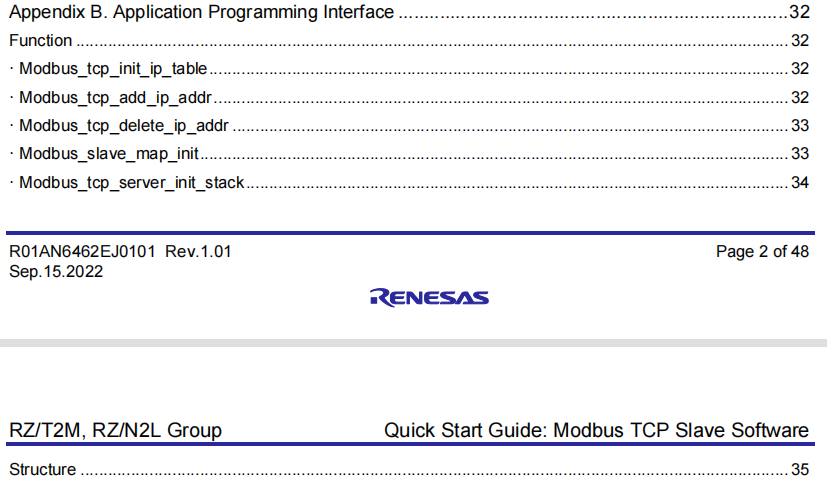 Appendix B. Application Programming Interface ........................................................................32
Function ........................................................................32
· Modbus_tcp_init_ip_table........................................................................32
· Modbus_tcp_add_ip_addr........................................................................32
· Modbus_tcp_delete_ip_addr ........................................................................33
· Modbus_slave_map_init........................................................................33
· Modbus_tcp_server_init_stack........................................................................34
R01AN6462EJ0101 Rev.1.01 Page 2 of 48
Sep.15.2022
RENESAS
RZ/T2M, RZ/N2L Group Quick Start Guide: Modbus TCP Slave Software
Structure ........................................................................35